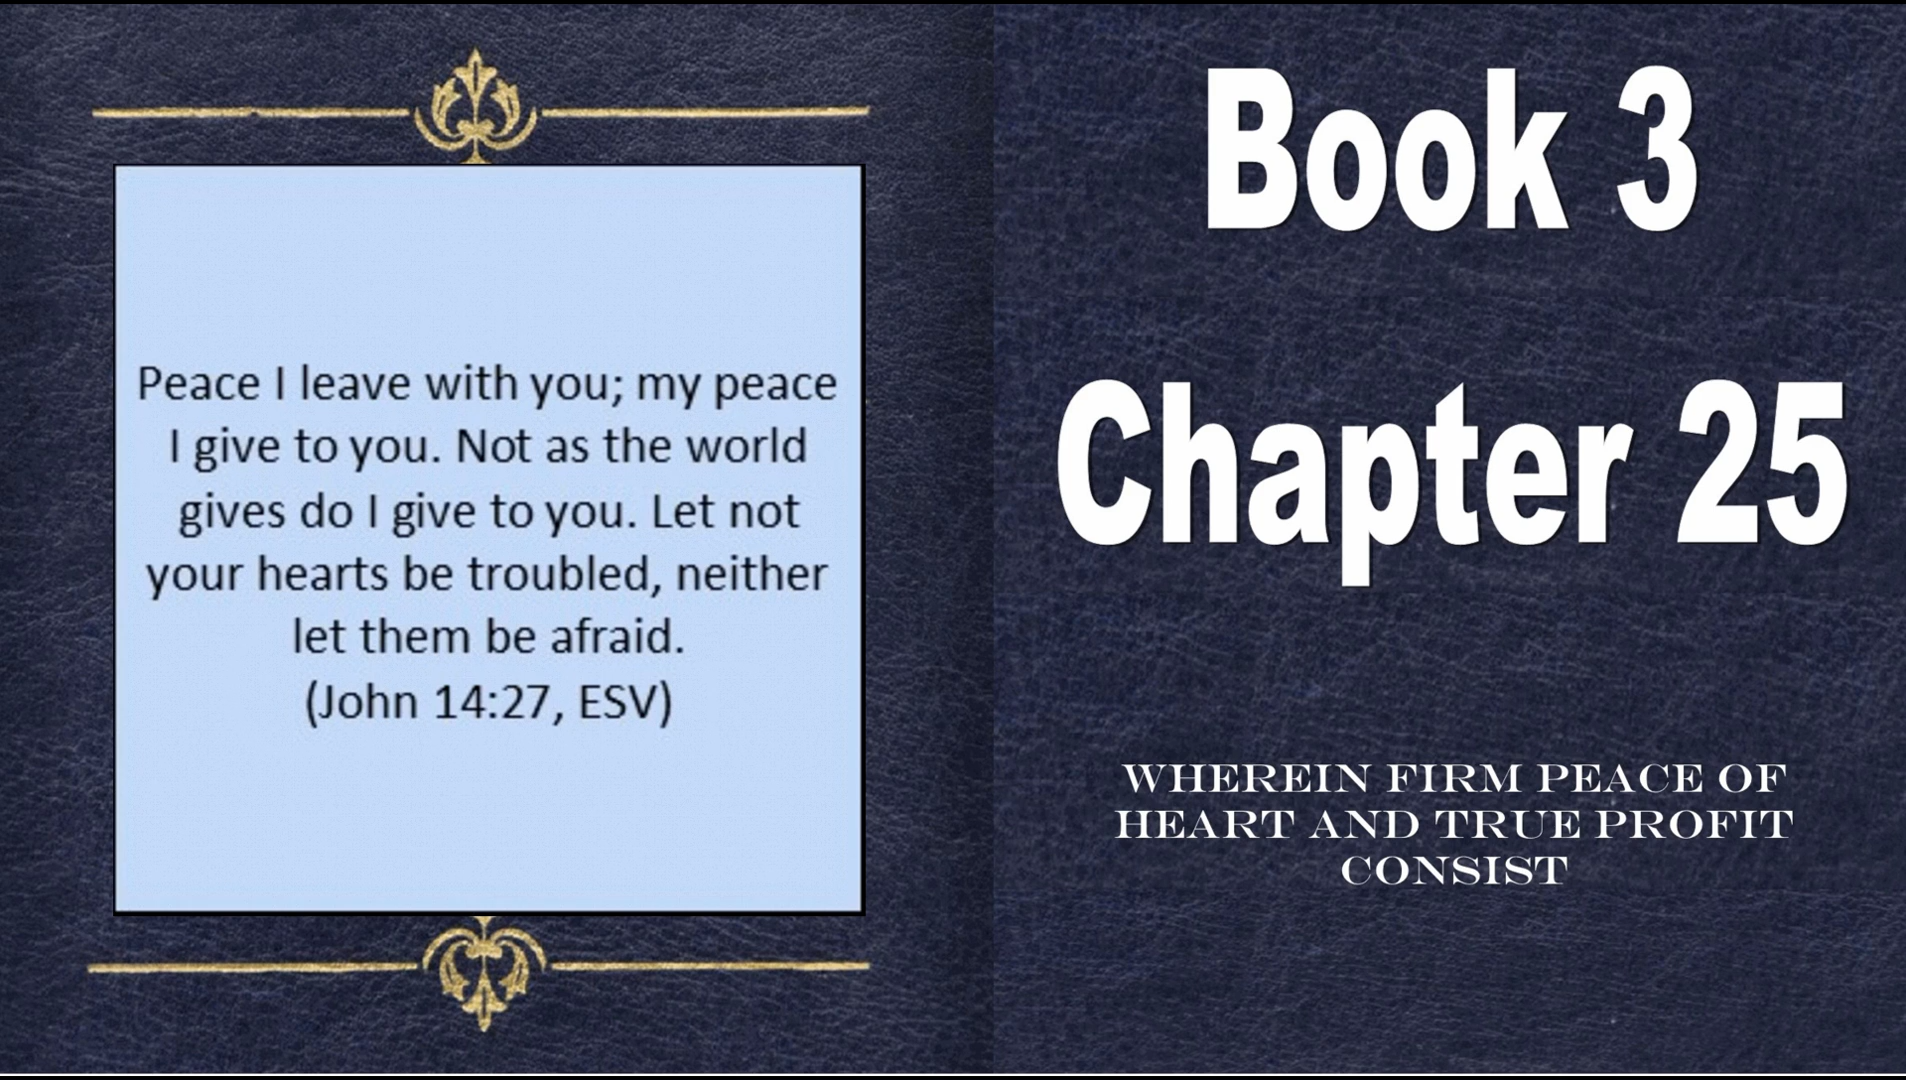 Peace I leave with you; my peace
I give to you. Not as the world
gives do I give to you. Let not
your hearts be troubled, neither
let them be afraid.
(John 14:27, ESV)
Book 3
Chapter 25
WHEREIN FIRM PEACE OF
HEART AND TRUE PROFIT
CONSIST